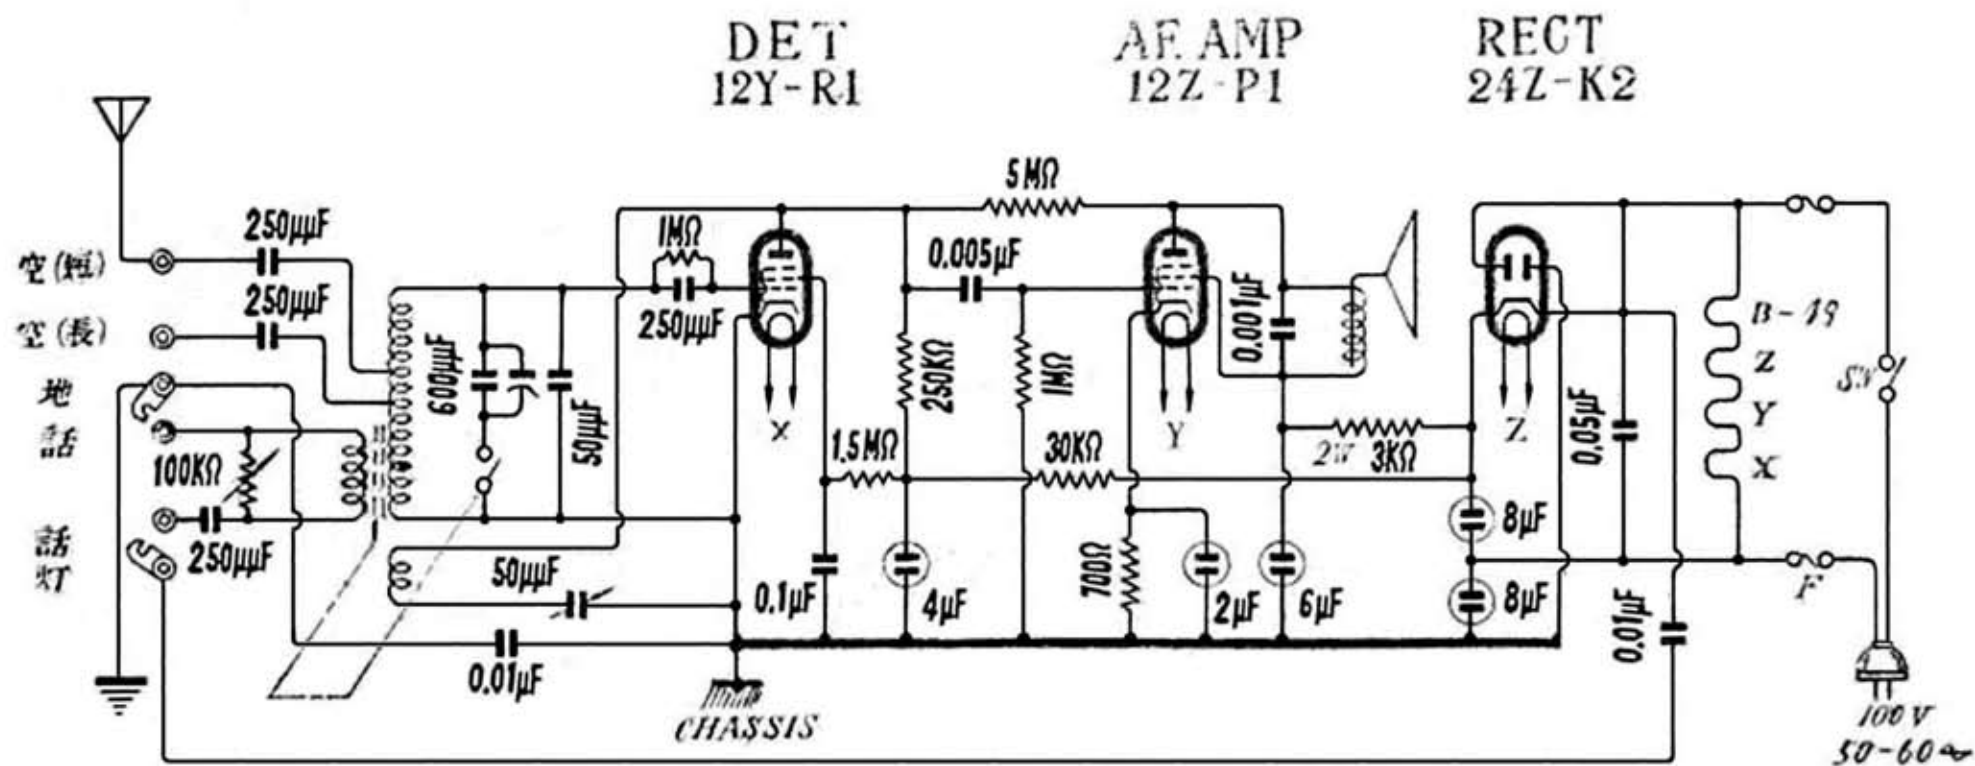 DET
12Y-R1
AF. AMP
12Z-P1
RECT
24Z-K2
空(短)
空(長)
地
話
話
灯
250μμF
250μμF
100KΩ
250μμF
600μμF
50μμF
50μμF
0.01μF
1MΩ
250μμF
CHASSIS
X
1.5MΩ
0.1μF
5MΩ
0.005μF
250KΩ
1MΩ
30KΩ
4μF
Y
700Ω
2μF
0.001μF
6μF
2W 3KΩ
Z
8μF
8μF
0.05μF
0.01μF
B-49
Z
Y
X
SW
F
100V
50-60~